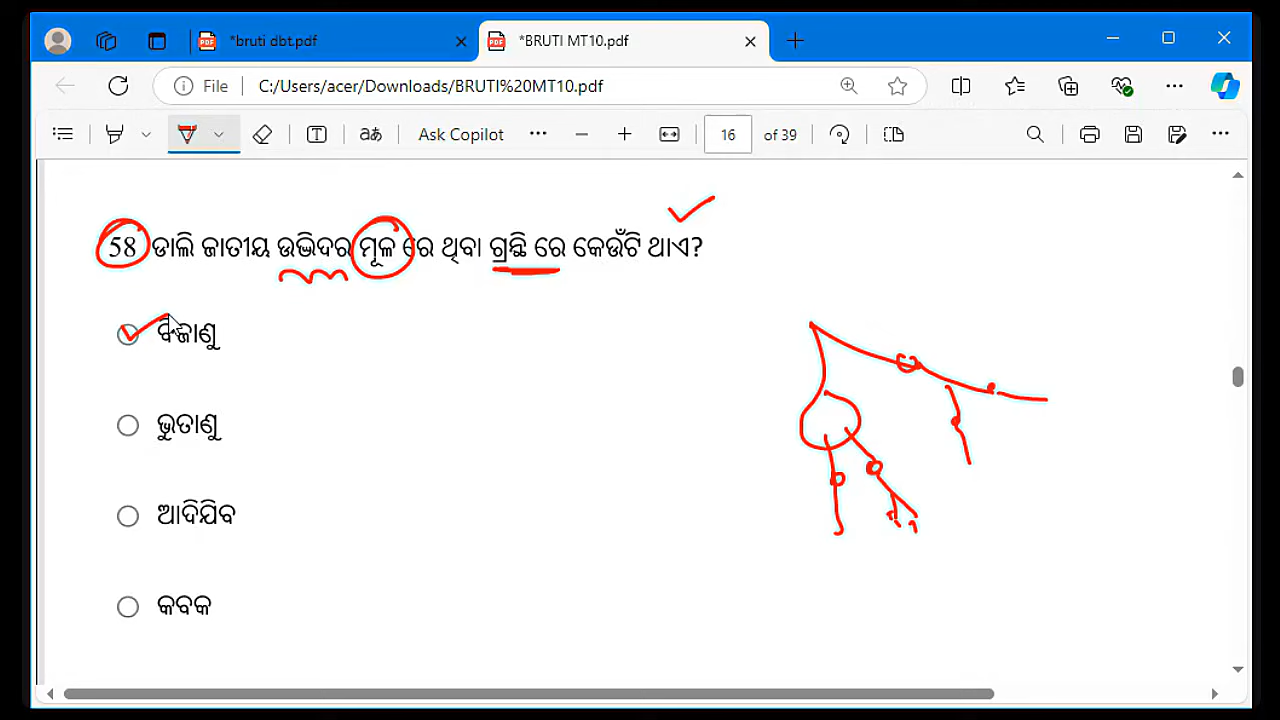 *bruti dbt.pdf
*BRUTI MT10.pdf
File
C:/Users/acer/Downloads/BRUTI%20MT10.pdf
Ask Copilot
16 of 39
58 ଡାଲି ଜାତୀୟ ଉଦ୍ଭିଦର ମୂଳ ରେ ଥିବା ଗ୍ରନ୍ଥି ରେ କେଉଁଟି ଥାଏ?
ବିଜାଣୁ
ଭୁତାଣୁ
ଆଦିଯିବ
କବକ